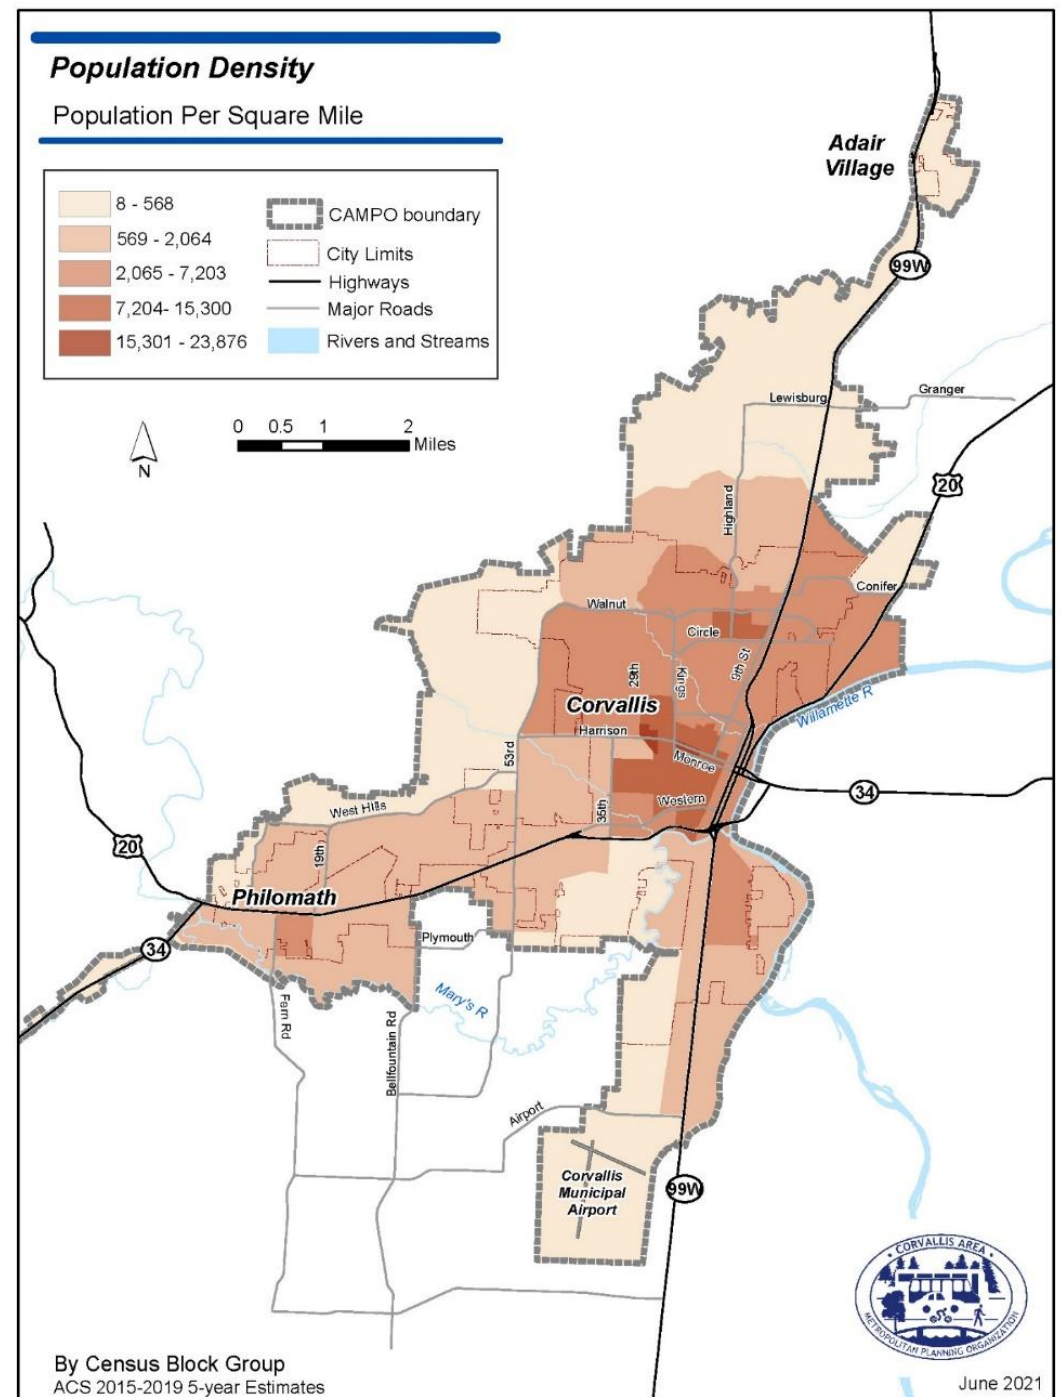 Population Density
Population Per Square Mile
8 - 568
569 - 2,064
2,065 - 7,203
7,204- 15,300
15,301 - 23,876
CAMPO boundary
City Limits
Highways
Major Roads
Rivers and Streams
N
0 0.5 1 2
Miles
Adair
Village
99W
Lewisburg
Granger
20
Highland
Conifer
Walnut
Circle
29th
Kings
9th St
Corvallis
Willamette R
Harrison
53rd
Monroe
35th
Western
34
West Hills
20
19th
Philomath
34
Plymouth
Mary's R
Farn Rd
Bellfountain Rd
Airport
Corvallis
Municipal
Airport
99W
CORVALLIS AREA
METROPOLITAN PLANNING ORGANIZATION
By Census Block Group
ACS 2015-2019 5-year Estimates
June 2021